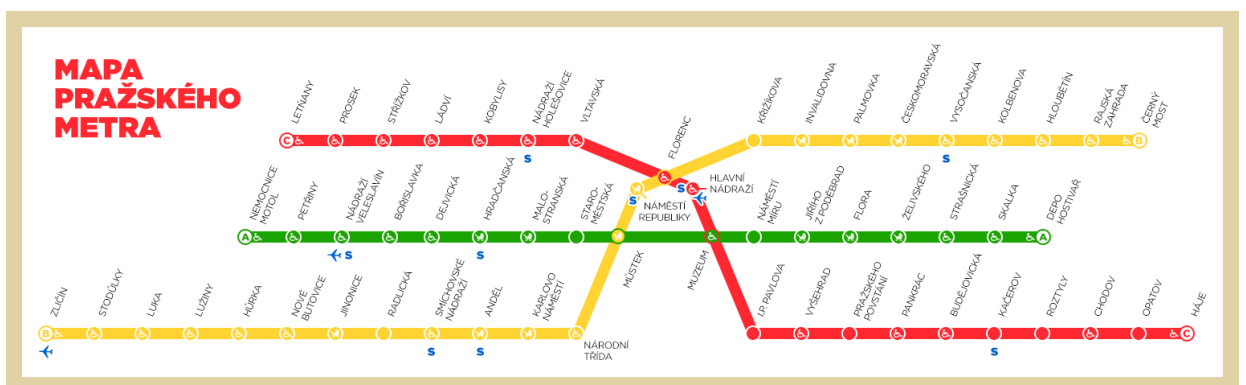 MAPA
PRAŽSKÉHO
METRA
LETŇANY
PROSEK
STŘÍŽKOV
LÁDVÍ
KOBYLISY
NÁDRAŽÍ
HOLEŠOVICE
VLTAVSKÁ
FLORENC
KŘIŽÍKOVA
INVALIDOVNA
PALMOVKA
ČESKOMORAVSKÁ
VYSOČANSKÁ
KOLBENOVA
HLOUBĚTÍN
RAJSKÁ
ZAHRADA
ČERNÝ
MOST
C
B
S
S
HLAVNÍ
NÁDRAŽÍ
S
S
NÁMĚSTÍ
REPUBLIKY
NEMOCNICE
MOTOL
PETŘINY
NÁDRAŽÍ
VELESLAVÍN
BOŘISLAVKA
DEJVICKÁ
HRADČANSKÁ
MALO-
STRANSKÁ
STARO-
MĚSTSKÁ
NÁMĚSTÍ
MÍRU
JIŘÍHO
Z PODĚBRAD
FLORA
ŽELIVSKÉHO
STRAŠNICKÁ
SKALKA
DEPO
HOSTIVAŘ
A
A
S
S
MŮSTEK
MUZEUM
ZLIČÍN
STODŮLKY
LUKA
LUŽINY
HŮRKA
NOVÉ
BUTOVICE
JINONICE
RADLICKÁ
SMÍCHOVSKÉ
NÁDRAŽÍ
ANDĚL
KARLOVO
NÁMĚSTÍ
NÁRODNÍ
TŘÍDA
I.P. PAVLOVA
VYŠEHRAD
PRAŽSKÉHO
POVSTÁNÍ
PANKRÁC
BUDĚJOVICKÁ
KAČEROV
ROZTYLY
CHODOV
OPATOV
HÁJE
B
C
S
S
S